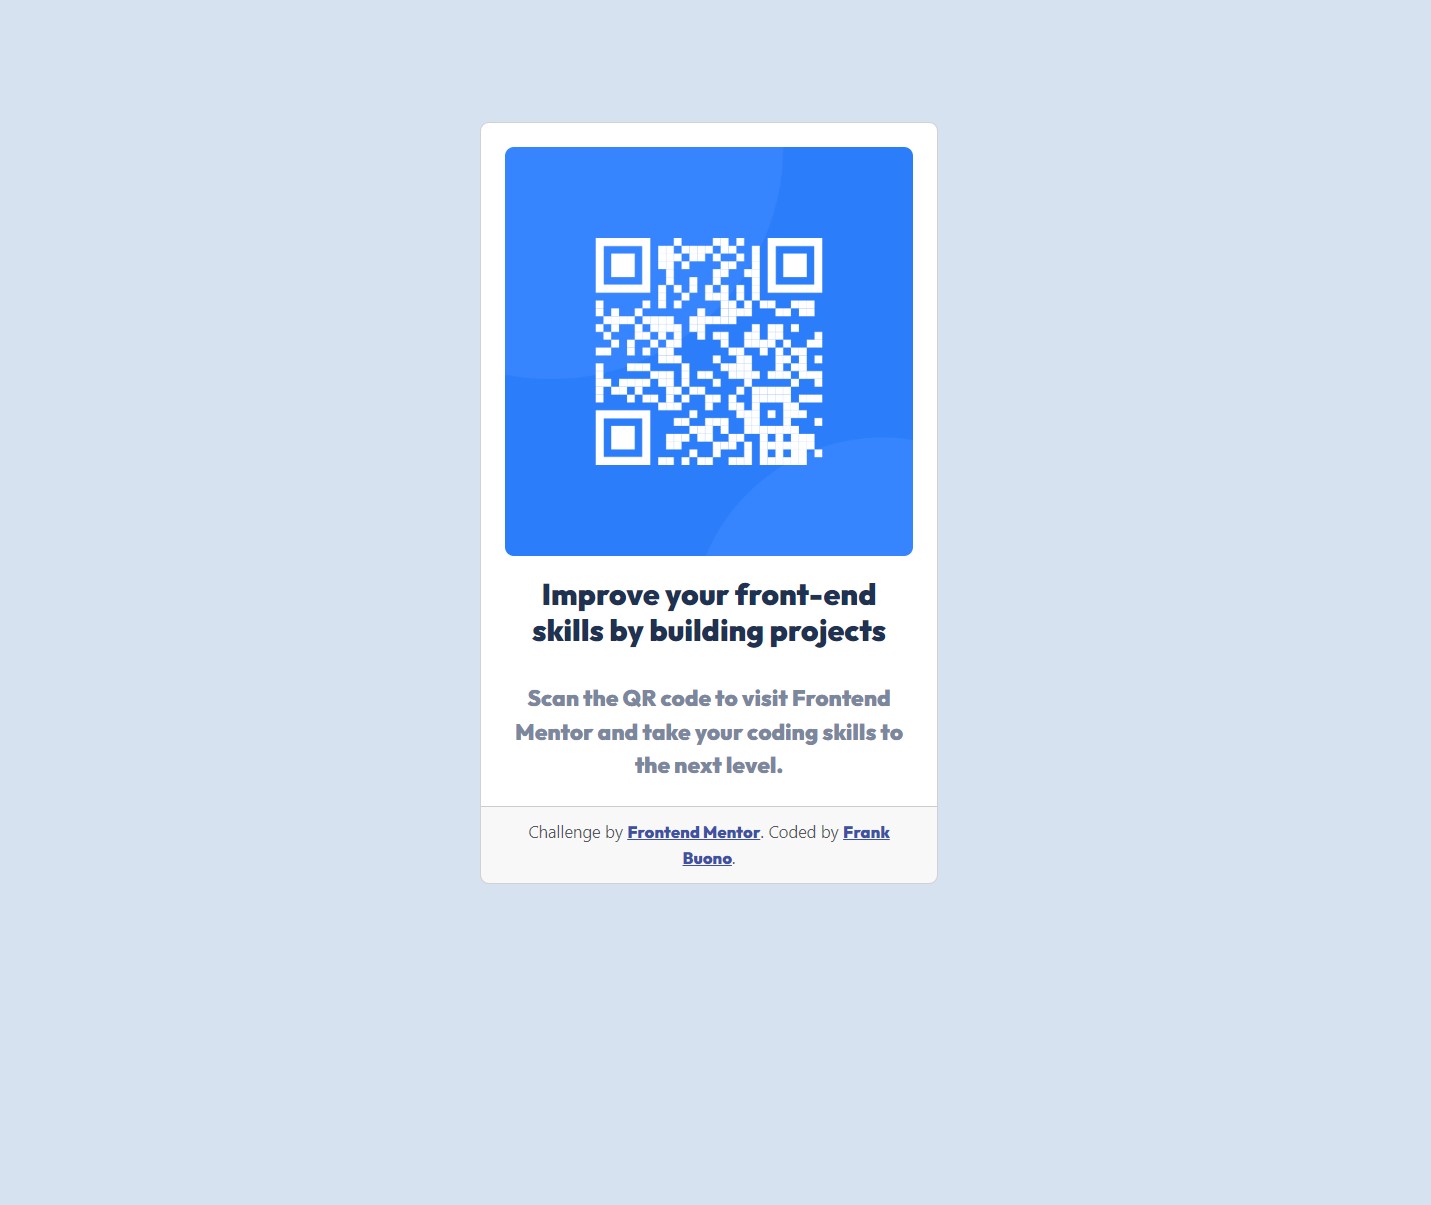 Improve your front-end
skills by building projects
Scan the QR code to visit Frontend
Mentor and take your coding skills to
the next level.
Challenge by Frontend Mentor. Coded by Frank
Buono.